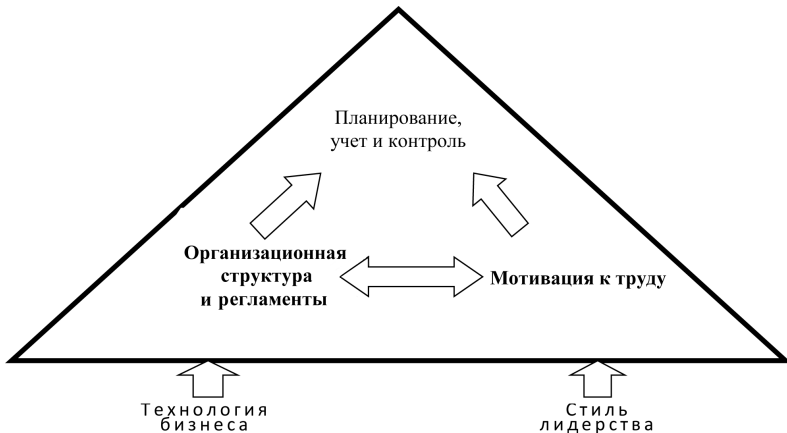 Планирование,
учет и контроль
Организационная
структура
и регламенты
Мотивация к труду
Технология
бизнеса
Стиль
лидерства